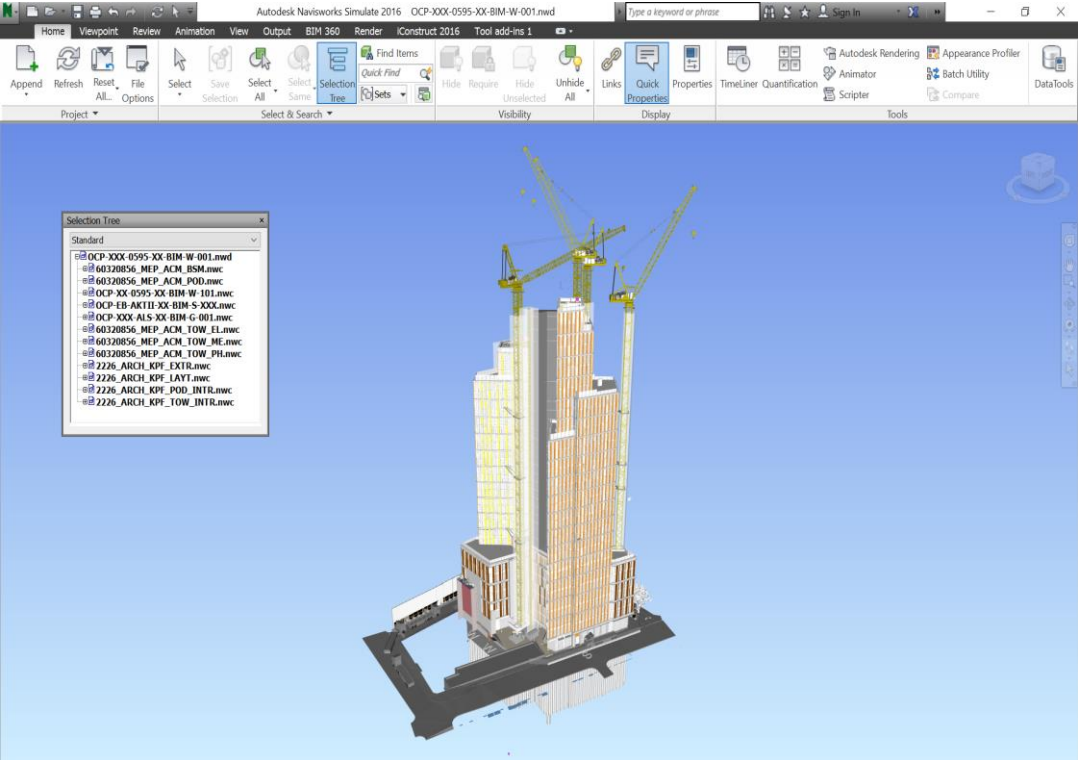 Autodesk Navisworks Simulate 2016 OCP-XXX-0595-XX-BIM-W-001.nwd
Type a keyword or phrase
Sign In
Home Viewpoint Review Animation View Output BIM 360 Render iConstruct 2016 Tool add-ins 1
Append
Refresh
Reset All...
File Options
Project
Select
Save Selection
Select All
Select Same
Selection Tree
Find Items
Quick Find
Sets
Select & Search
Hide
Require
Hide Unselected
Unhide All
Visibility
Links
Quick Properties
Properties
Display
TimeLiner
Quantification
Autodesk Rendering
Animator
Scripter
Appearance Profiler
Batch Utility
Compare
Tools
DataTools
Selection Tree
Standard
OCP-XXX-0595-XX-BIM-W-001.nwd
60320856_MEP_ACM_BSM.nwc
60320856_MEP_ACM_POD.nwc
OCP-XX-0595-XX-BIM-W-101.nwc
OCP-EB-AKTII-XX-BIM-S-XXX.nwc
OCP-XXX-ALS-XX-BIM-G-001.nwc
60320856_MEP_ACM_TOW_EL.nwc
60320856_MEP_ACM_TOW_ME.nwc
60320856_MEP_ACM_TOW_PH.nwc
2226_ARCH_KPF_EXTR.nwc
2226_ARCH_KPF_LAYT.nwc
2226_ARCH_KPF_POD_INTR.nwc
2226_ARCH_KPF_TOW_INTR.nwc